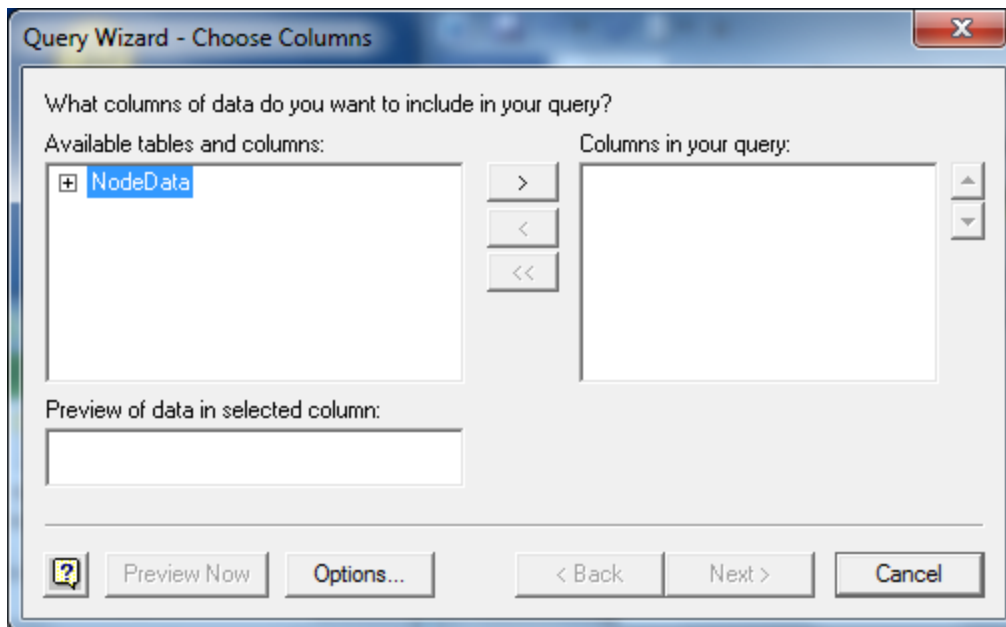 Query Wizard - Choose Columns
What columns of data do you want to include in your query?
Available tables and columns:
Columns in your query:
NodeData
>
<
<<
Preview of data in selected column:
? Preview Now Options... < Back Next > Cancel